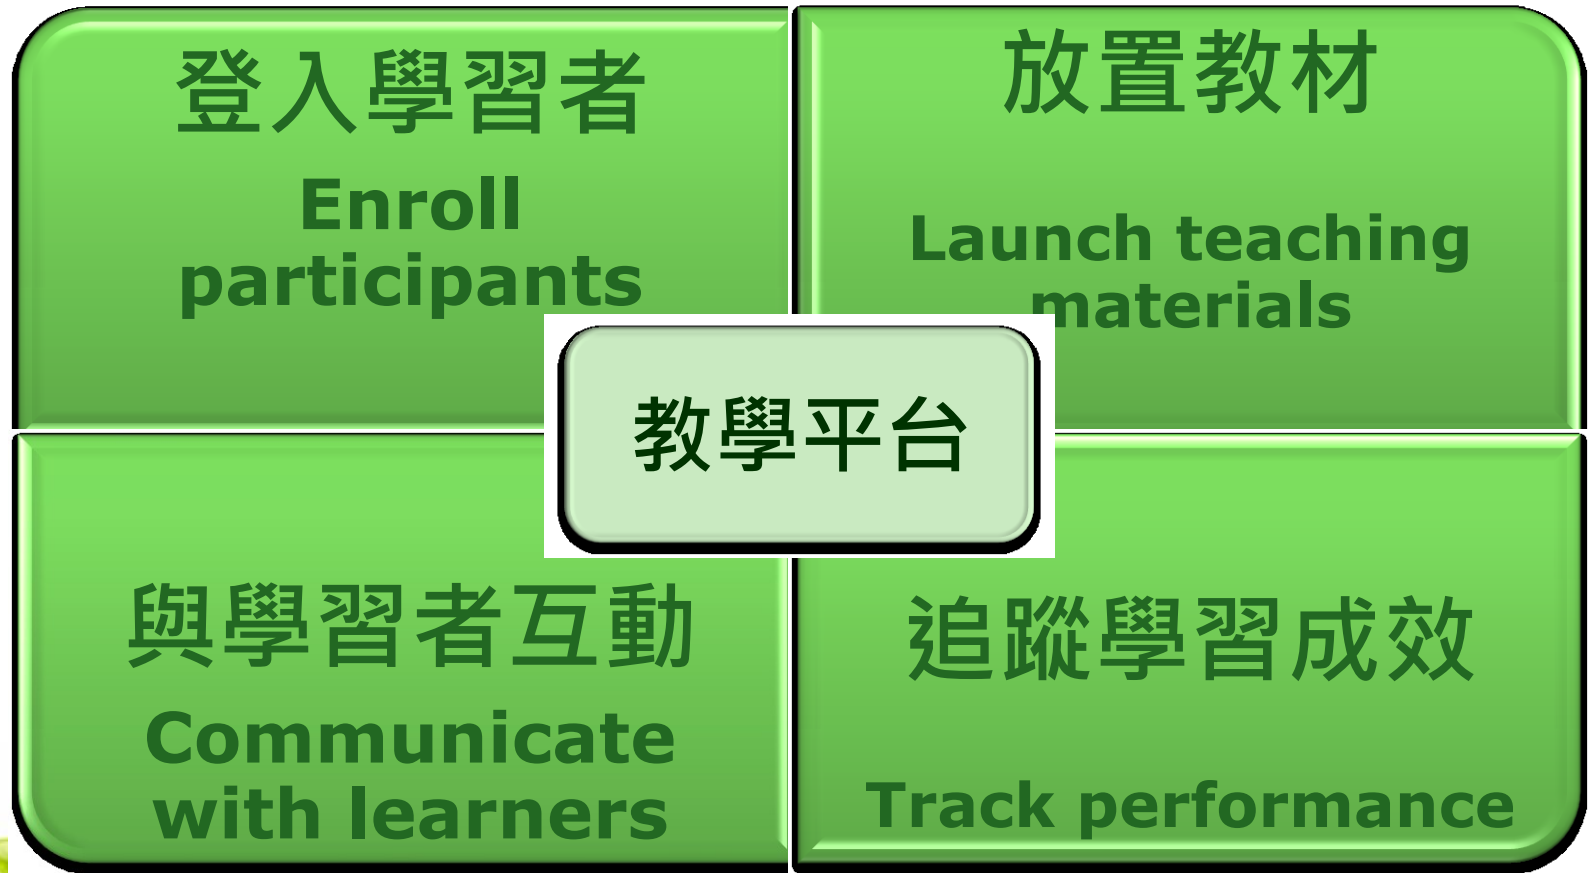 登入學習者
Enroll
participants
放置教材
Launch teaching
materials
教學平台
與學習者互動
Communicate
with learners
追蹤學習成效
Track performance